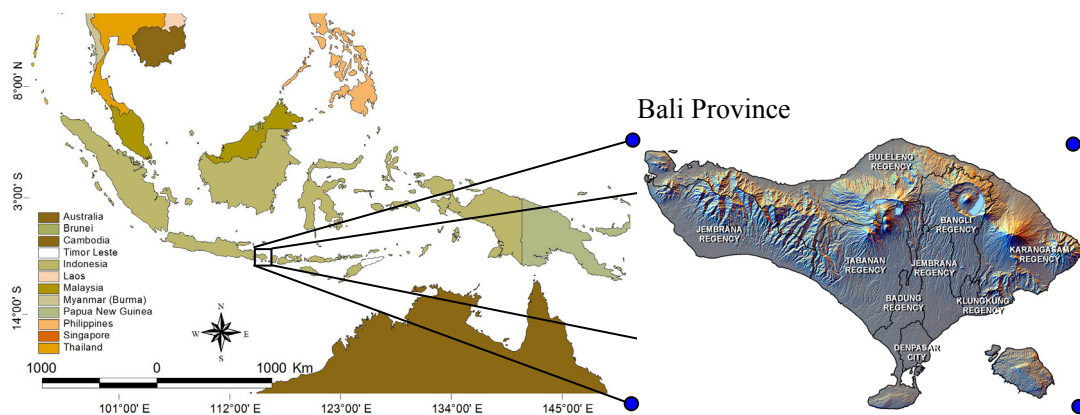 Bali Province
8°00' N
3°00' S
14°00' S
Australia
Brunei
Cambodia
Timor Leste
Indonesia
Laos
Malaysia
Myanmar (Burma)
Papua New Guinea
Philippines
Singapore
Thailand
N
W
E
S
1000
0
1000 Km
101°00' E
112°00' E
123°00' E
134°00' E
145°00' E
BULELENG
REGENCY
BANGLI
REGENCY
JEMBRANA
REGENCY
KARANGASAM
REGENCY
TABANAN
REGENCY
JEMBRANA
REGENCY
BADUNG
REGENCY
KLUNGKUNG
REGENCY
DENPASAR
CITY